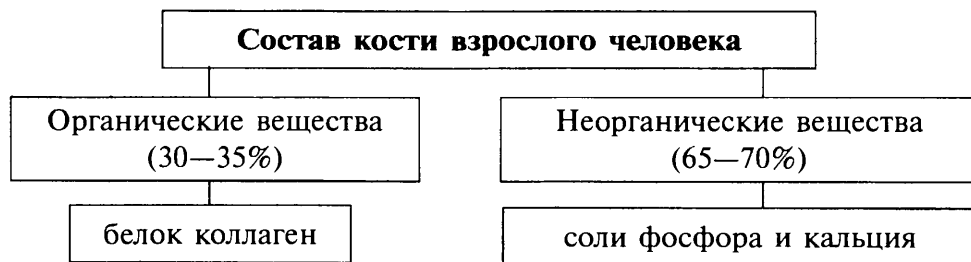 Состав кости взрослого человека
Органические вещества
(30—35%)
Неорганические вещества
(65—70%)
белок коллаген
соли фосфора и кальция